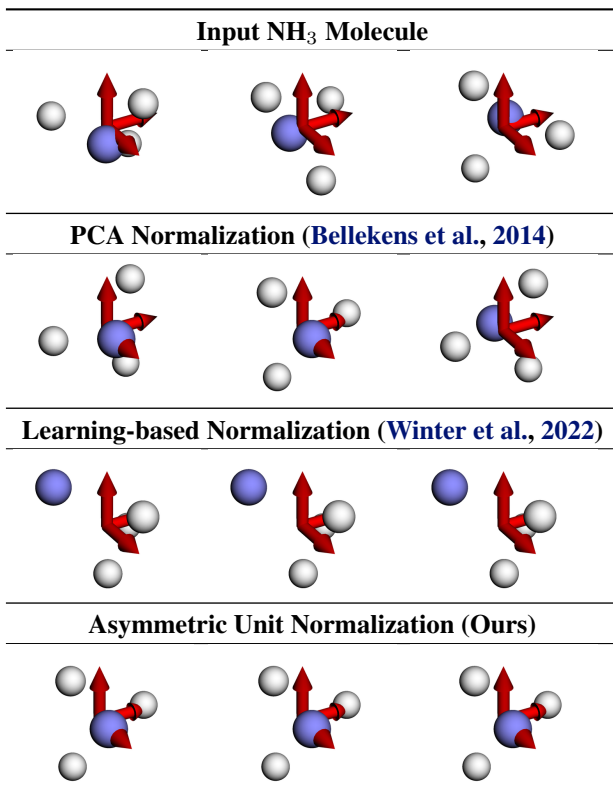 Input NH₃ Molecule
PCA Normalization (Bellekens et al., 2014)
Learning-based Normalization (Winter et al., 2022)
Asymmetric Unit Normalization (Ours)